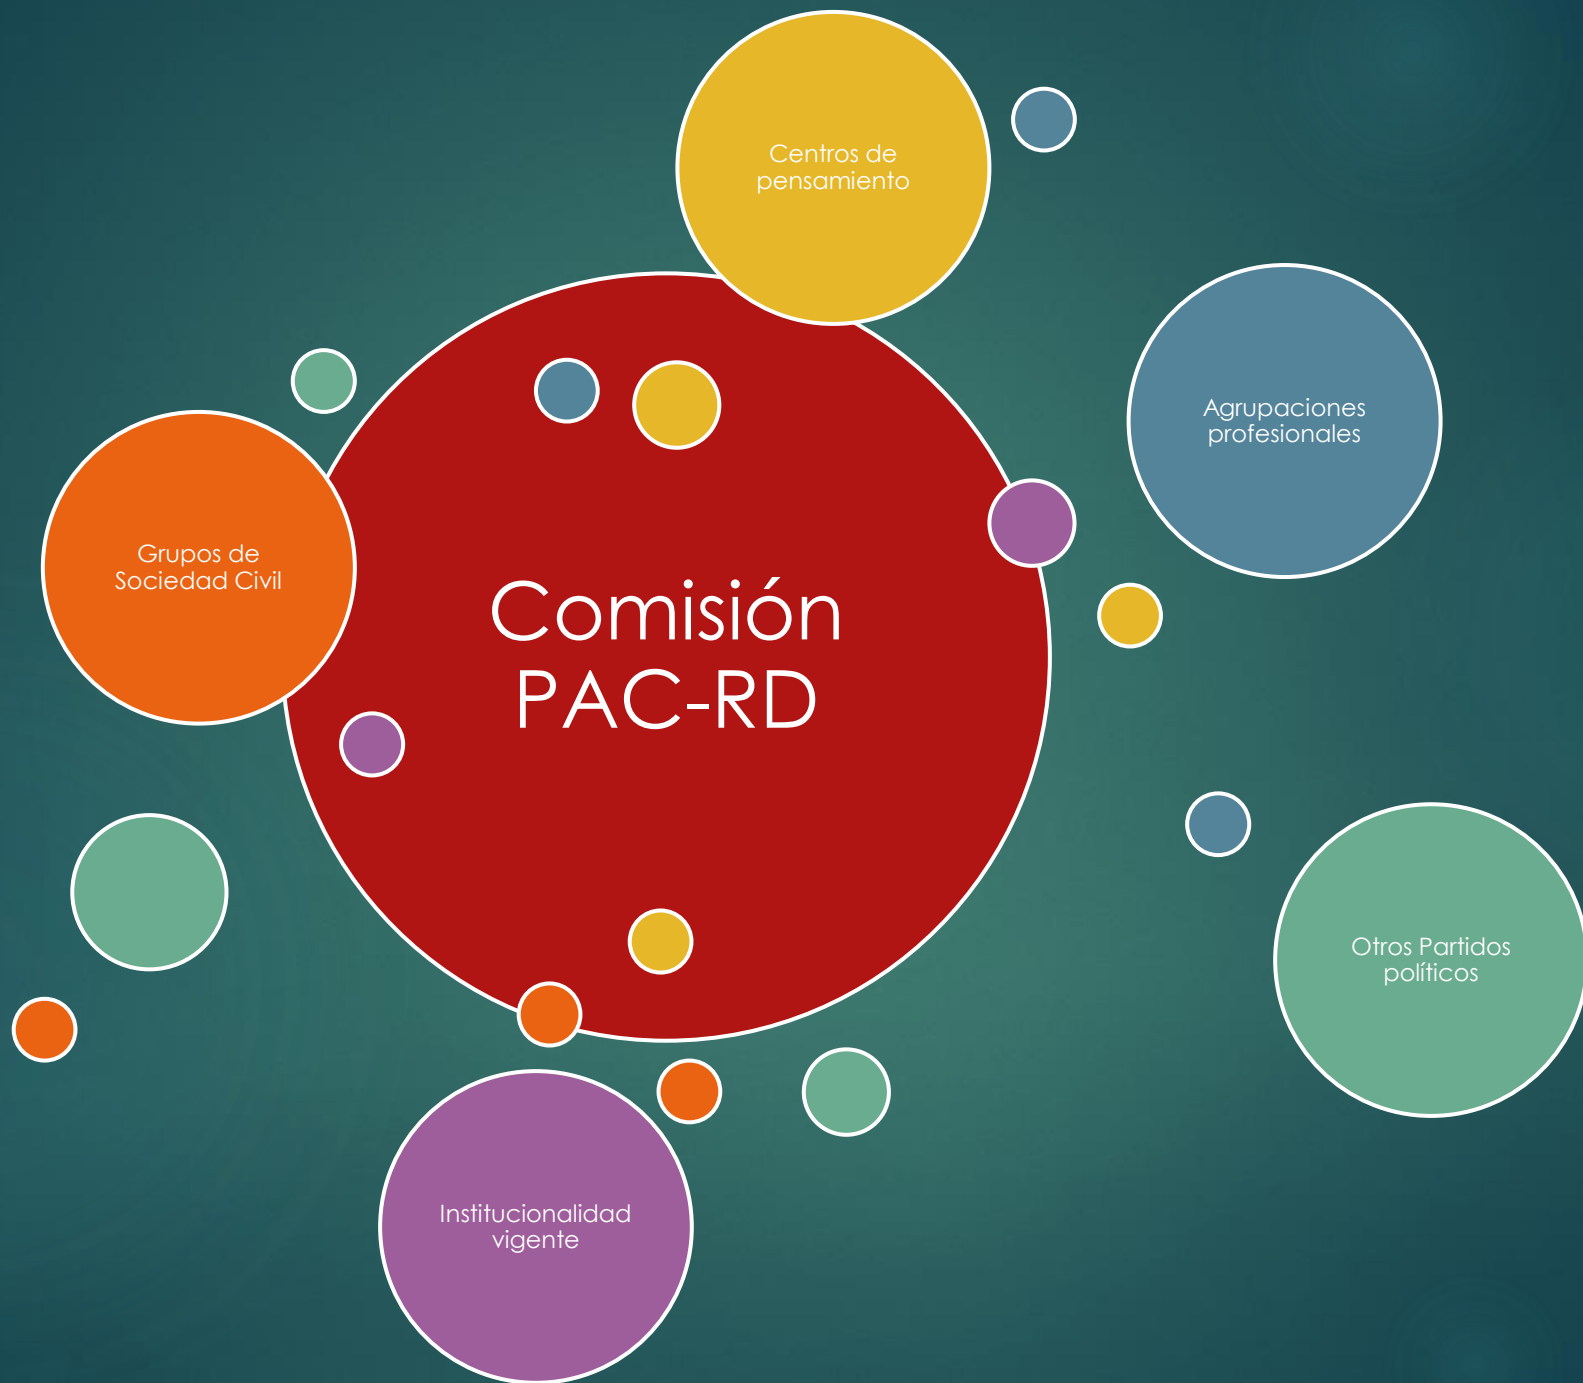 Centros de
pensamiento
Agrupaciones
profesionales
Grupos de
Sociedad Civil
Comisión
PAC-RD
Otros Partidos
políticos
Institucionalidad
vigente